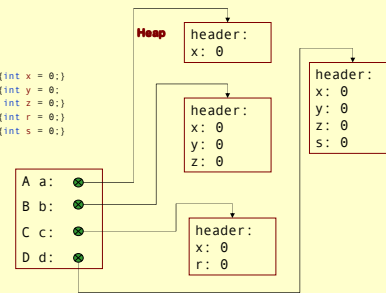 Heap
header:
x: 0
{int x = 0;}
{int y = 0;
int z = 0;}
{int r = 0;}
{int s = 0;}
header:
x: 0
y: 0
z: 0
s: 0
header:
x: 0
y: 0
z: 0
A a:
B b:
C c:
D d:
header:
x: 0
r: 0